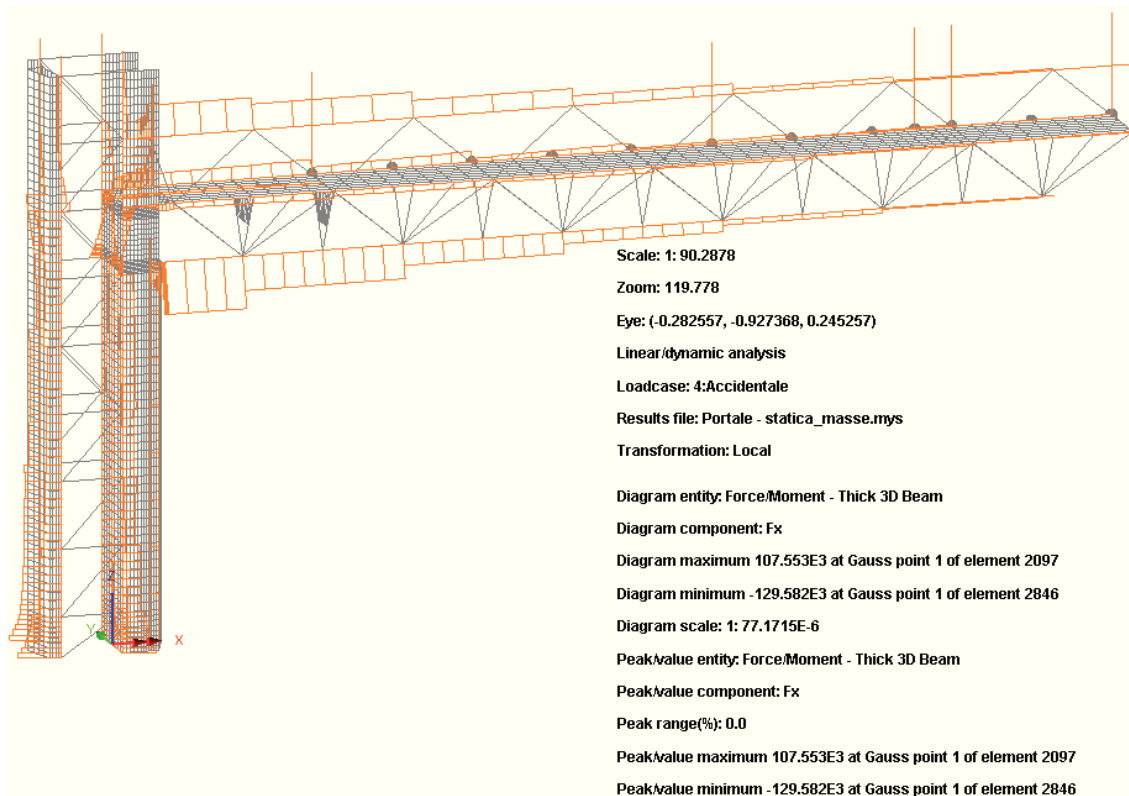 Scale: 1: 90.2878
Zoom: 119.778
Eye: (-0.282557, -0.927368, 0.245257)
Linear/dynamic analysis
Loadcase: 4:Accidentale
Results file: Portale - statica_masse.mys
Transformation: Local
Diagram entity: Force/Moment - Thick 3D Beam
Diagram component: Fx
Diagram maximum 107.553E3 at Gauss point 1 of element 2097
Diagram minimum -129.582E3 at Gauss point 1 of element 2846
Diagram scale: 1: 77.1715E-6
Peak/value entity: Force/Moment - Thick 3D Beam
Peak/value component: Fx
Peak range(%): 0.0
Peak/value maximum 107.553E3 at Gauss point 1 of element 2097
Peak/value minimum -129.582E3 at Gauss point 1 of element 2846
Y
X